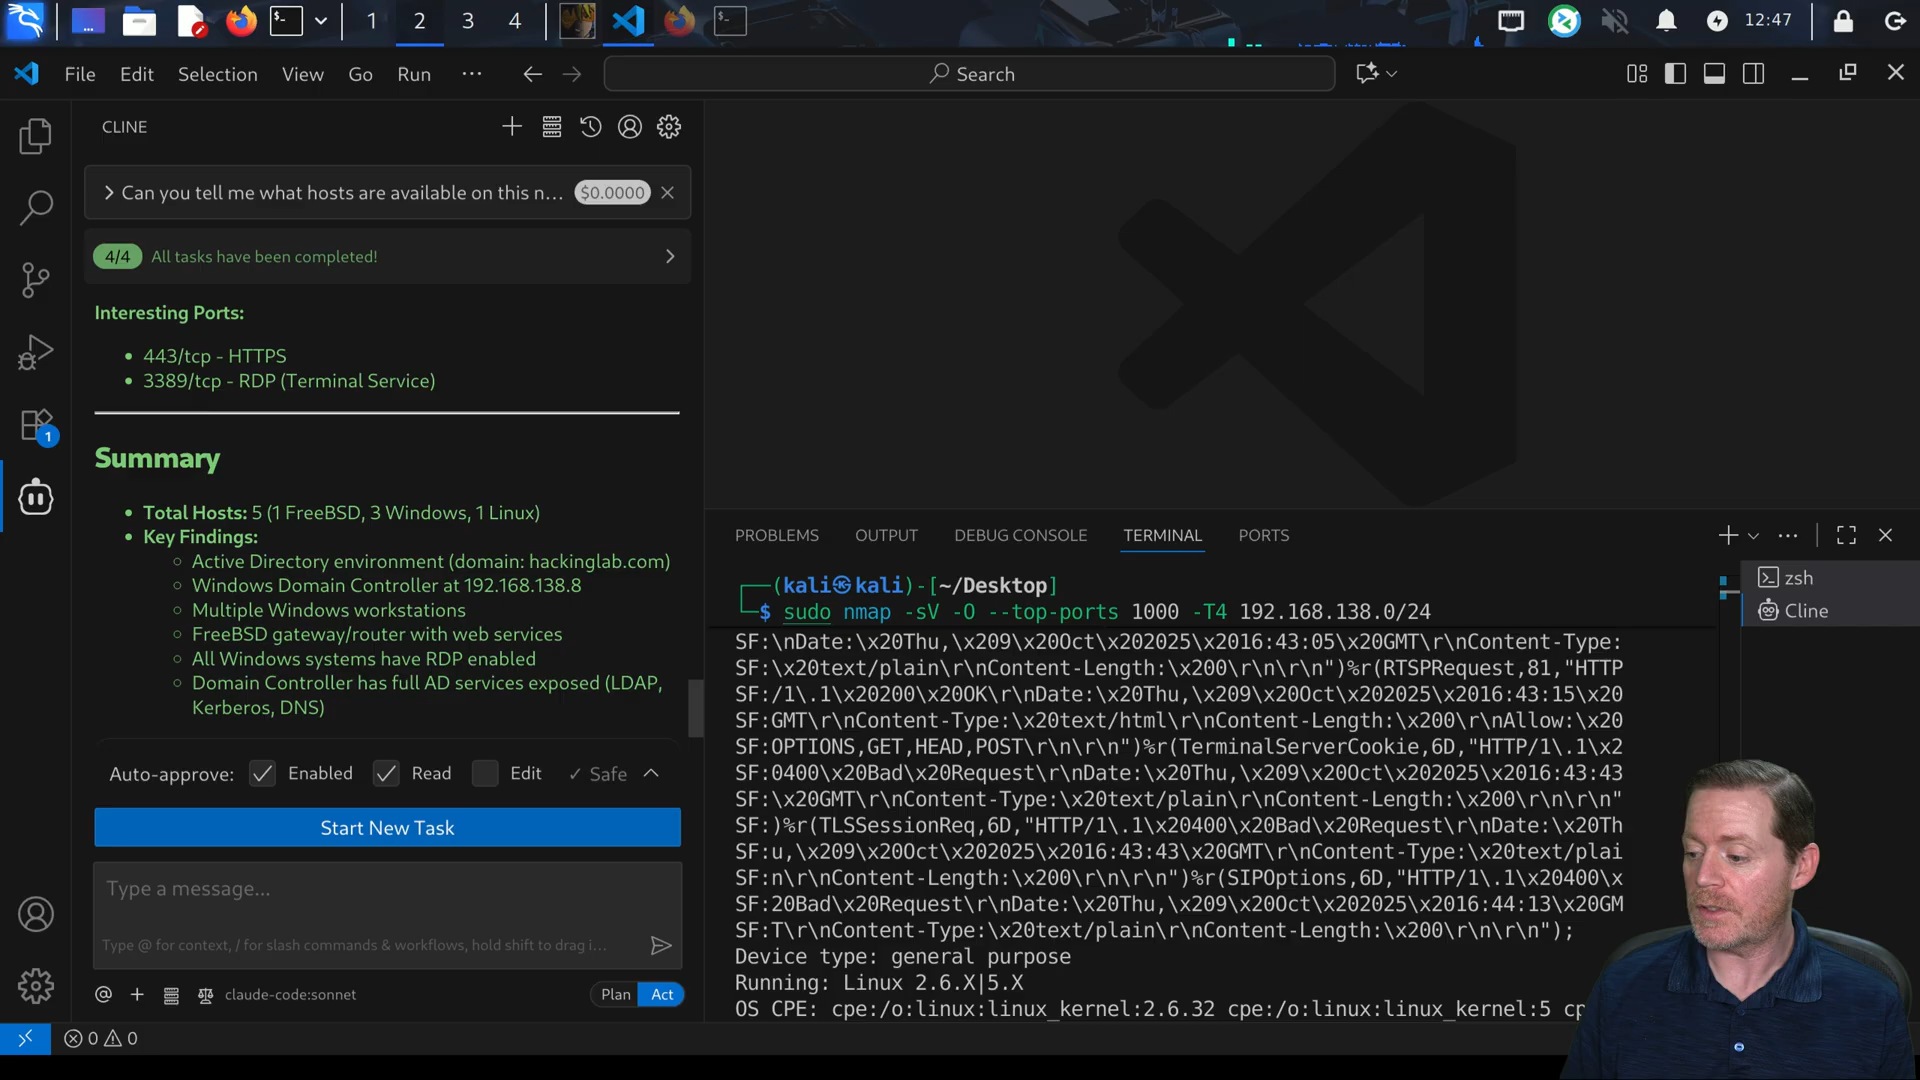 1
2
3
4
12:47
File
Edit
Selection
View
Go
Run
Search
CLINE
Can you tell me what hosts are available on this n...
$0.0000
4/4
All tasks have been completed!
Interesting Ports:
443/tcp - HTTPS
3389/tcp - RDP (Terminal Service)
Summary
Total Hosts: 5 (1 FreeBSD, 3 Windows, 1 Linux)
Key Findings:
Active Directory environment (domain: hackinglab.com)
Windows Domain Controller at 192.168.138.8
Multiple Windows workstations
FreeBSD gateway/router with web services
All Windows systems have RDP enabled
Domain Controller has full AD services exposed (LDAP,
Kerberos, DNS)
Auto-approve:
Enabled
Read
Edit
✓ Safe
Start New Task
Type a message...
Type @ for context, / for slash commands & workflows, hold shift to drag i...
@
claude-code:sonnet
Plan
Act
0
0
1
PROBLEMS
OUTPUT
DEBUG CONSOLE
TERMINAL
PORTS
zsh
Cline
(kali㉿kali)-[~/Desktop]
$ sudo nmap -sV -O --top-ports 1000 -T4 192.168.138.0/24
SF:\nDate:\x20Thu,\x209\x20Oct\x202025\x2016:43:05\x20GMT\r\nContent-Type:
SF:\x20text/plain\r\nContent-Length:\x200\r\n\r\n")%r(RTSPRequest,81,"HTTP
SF:/1\.1\x20200\x20OK\r\nDate:\x20Thu,\x209\x20Oct\x202025\x2016:43:15\x20
SF:GMT\r\nContent-Type:\x20text/html\r\nContent-Length:\x200\r\nAllow:\x20
SF:OPTIONS,GET,HEAD,POST\r\n\r\n")%r(TerminalServerCookie,6D,"HTTP/1\.1\x2
SF:0400\x20Bad\x20Request\r\nDate:\x20Thu,\x209\x20Oct\x202025\x2016:43:43
SF:\x20GMT\r\nContent-Type:\x20text/plain\r\nContent-Length:\x200\r\n\r\n"
SF:)%r(TLSSessionReq,6D,"HTTP/1\.1\x20400\x20Bad\x20Request\r\nDate:\x20Th
SF:u,\x209\x20Oct\x202025\x2016:43:43\x20GMT\r\nContent-Type:\x20text/plai
SF:n\r\nContent-Length:\x200\r\n\r\n")%r(SIPOptions,6D,"HTTP/1\.1\x20400\x
SF:20Bad\x20Request\r\nDate:\x20Thu,\x209\x20Oct\x202025\x2016:44:13\x20GM
SF:T\r\nContent-Type:\x20text/plain\r\nContent-Length:\x200\r\n\r\n");
Device type: general purpose
Running: Linux 2.6.X|5.X
OS CPE: cpe:/o:linux:linux_kernel:2.6.32 cpe:/o:linux:linux_kernel:5